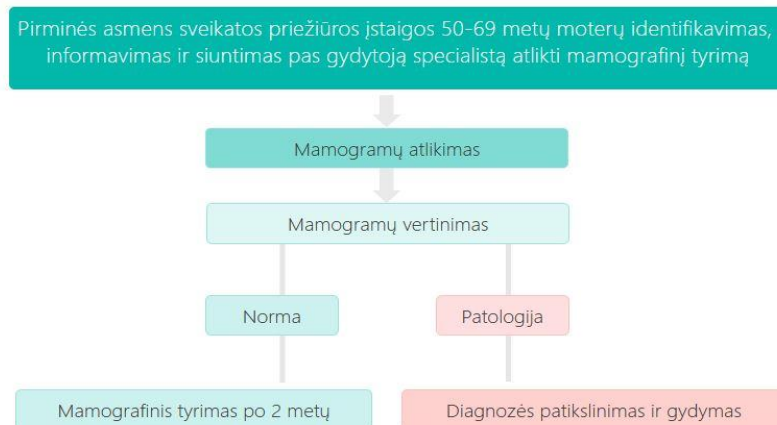 Pirminės asmens sveikatos priežiūros įstaigos 50-69 metų moterų identifikavimas,
informavimas ir siuntimas pas gydytoją specialistą atlikti mamografinį tyrimą
Mamogramų atlikimas
Mamogramų vertinimas
Norma
Patologija
Mamografinis tyrimas po 2 metų
Diagnozės patikslinimas ir gydymas